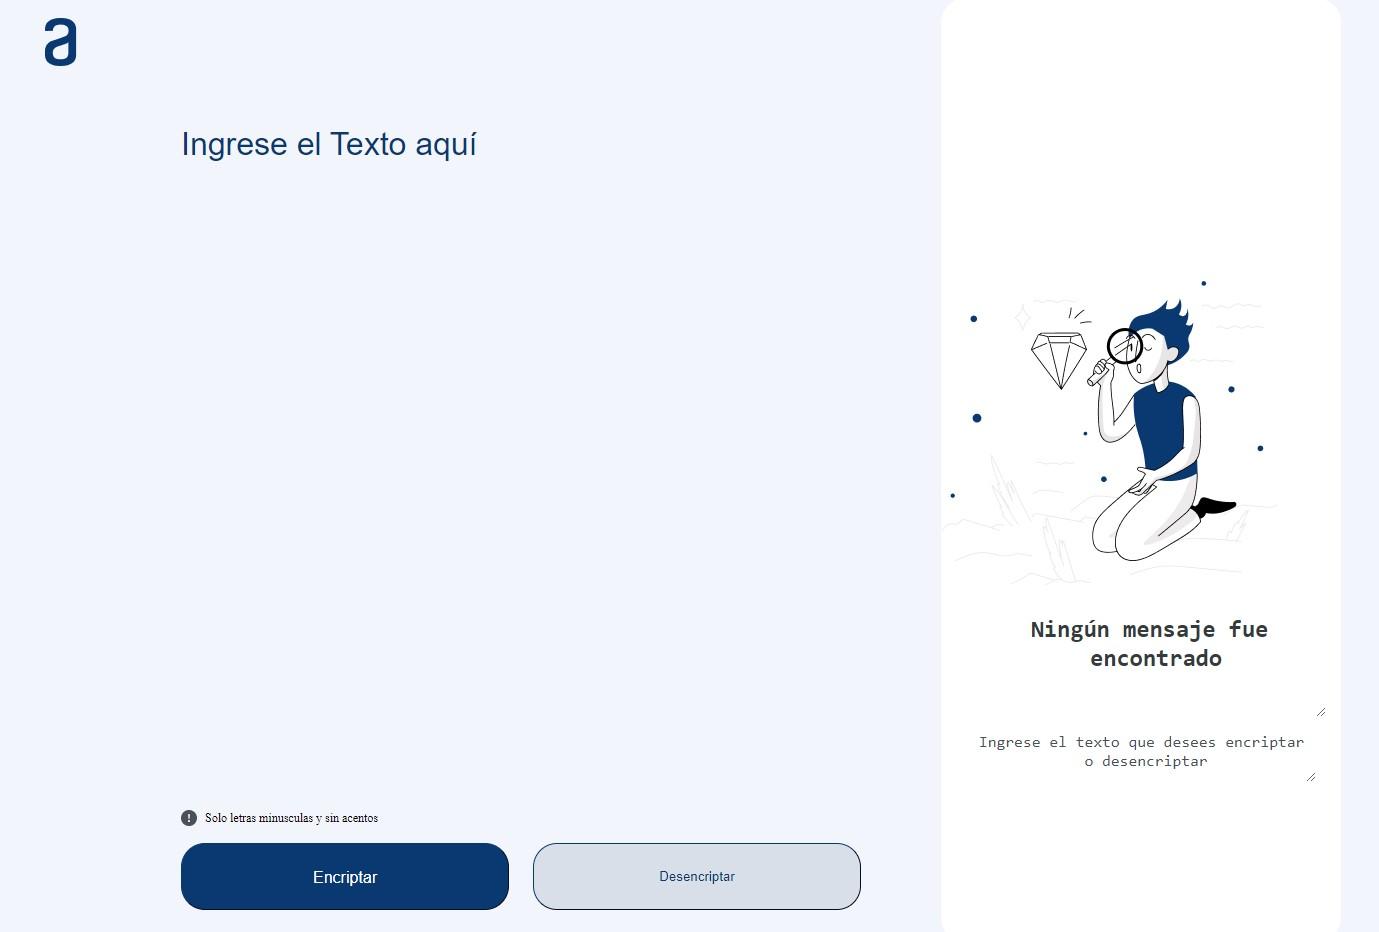 a
Ingrese el Texto aquí
Ningún mensaje fue
encontrado
Ingrese el texto que desees encriptar
o desencriptar
! Solo letras minusculas y sin acentos
Encriptar
Desencriptar